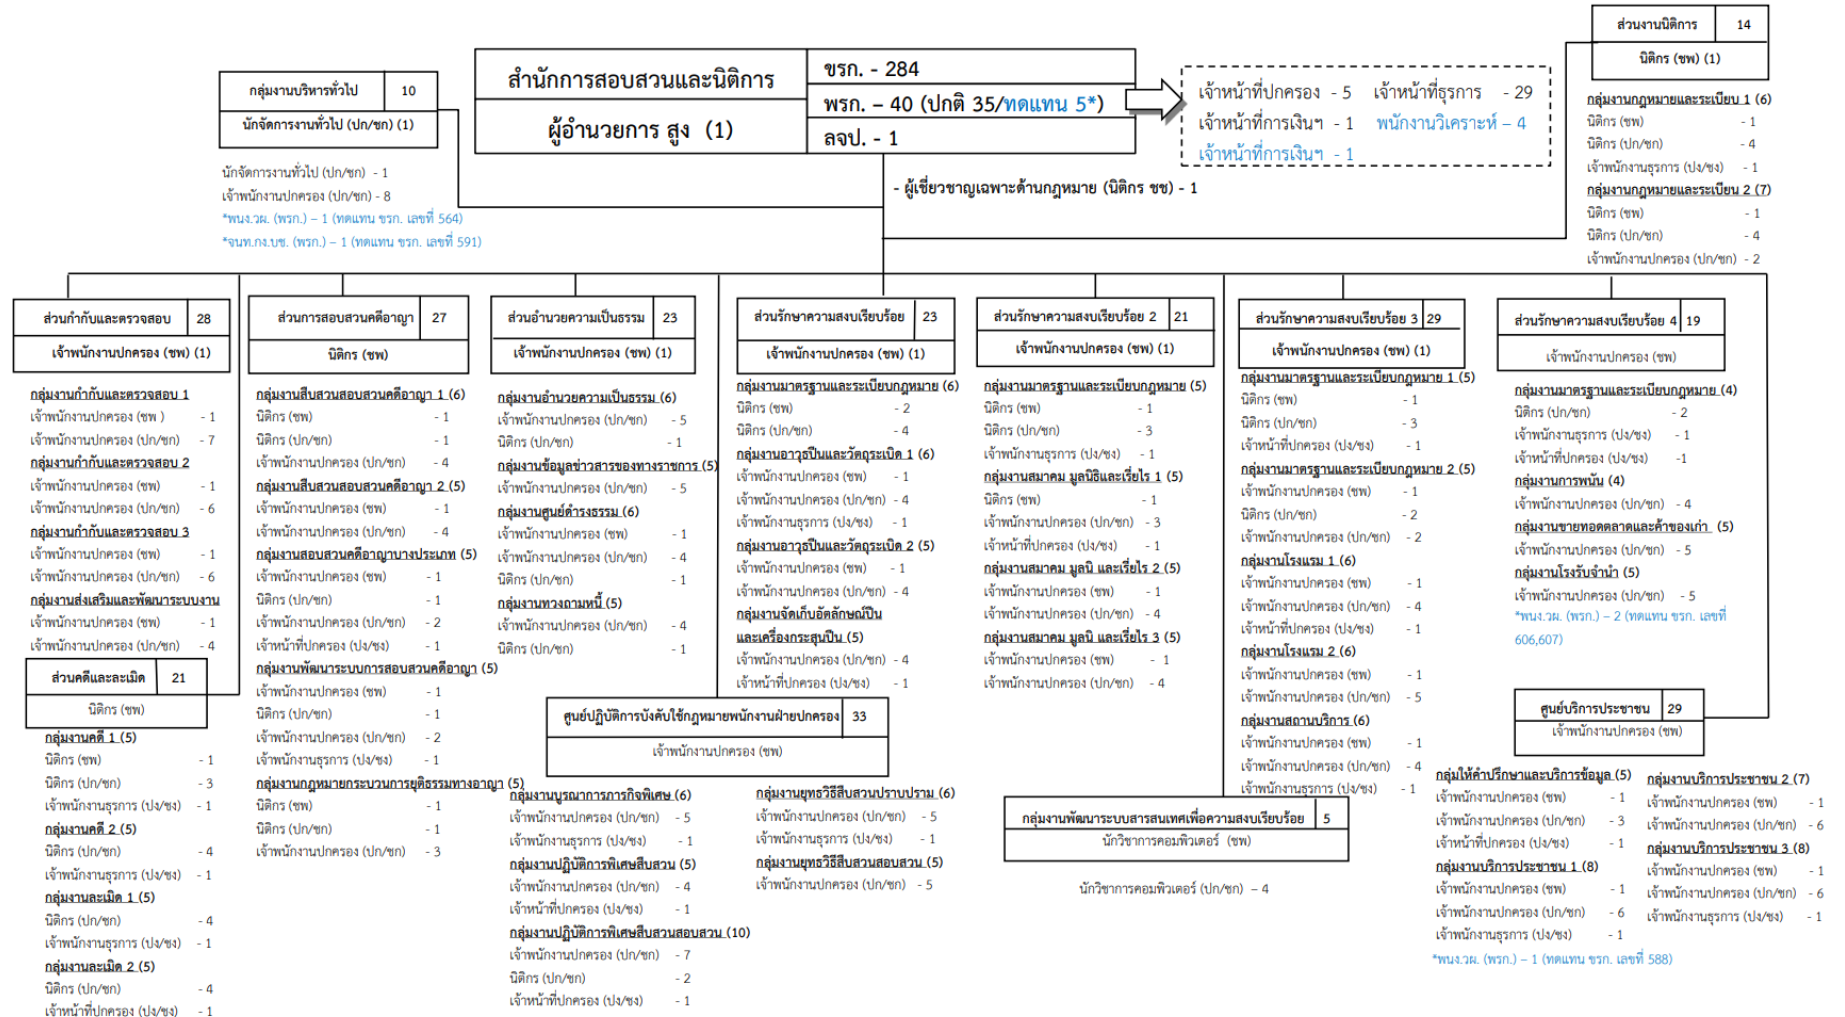 สำนักการสอบสวนและนิติการ
ผู้อำนวยการ สูง (1)
ขรก. - 284
พรก. – 40 (ปกติ 35/ทดแทน 5*)
ลจป. - 1
เจ้าหน้าที่ปกครอง - 5 เจ้าหน้าที่ธุรการ - 29
เจ้าหน้าที่การเงินฯ - 1 พนักงานวิเคราะห์ – 4
เจ้าหน้าที่การเงินฯ - 1
- ผู้เชี่ยวชาญเฉพาะด้านกฎหมาย (นิติกร ชช) - 1
กลุ่มงานบริหารทั่วไป 10
นักจัดการงานทั่วไป (ปก/ชก) (1)
นักจัดการงานทั่วไป (ปก/ชก) - 1
เจ้าพนักงานปกครอง (ปก/ชก) - 8
*พนง.วผ. (พรก.) – 1 (ทดแทน ขรก. เลขที่ 564)
*จนท.กง.บช. (พรก.) – 1 (ทดแทน ขรก. เลขที่ 591)
ส่วนงานนิติการ 14
นิติกร (ชพ) (1)
กลุ่มงานกฎหมายและระเบียบ 1 (6)
นิติกร (ชพ) - 1
นิติกร (ปก/ชก) - 4
เจ้าพนักงานธุรการ (ปง/ชง) - 1
กลุ่มงานกฎหมายและระเบียน 2 (7)
นิติกร (ชพ) - 1
นิติกร (ปก/ชก) - 4
เจ้าพนักงานปกครอง (ปก/ชก) - 2
ส่วนกำกับและตรวจสอบ 28
เจ้าพนักงานปกครอง (ชพ) (1)
กลุ่มงานกำกับและตรวจสอบ 1
เจ้าพนักงานปกครอง (ชพ ) - 1
เจ้าพนักงานปกครอง (ปก/ชก) - 7
กลุ่มงานกำกับและตรวจสอบ 2
เจ้าพนักงานปกครอง (ชพ) - 1
เจ้าพนักงานปกครอง (ปก/ชก) - 6
กลุ่มงานกำกับและตรวจสอบ 3
เจ้าพนักงานปกครอง (ชพ) - 1
เจ้าพนักงานปกครอง (ปก/ชก) - 6
กลุ่มงานส่งเสริมและพัฒนาระบบงาน
เจ้าพนักงานปกครอง (ชพ) - 1
เจ้าพนักงานปกครอง (ปก/ชก) - 4
ส่วนคดีและละเมิด 21
นิติกร (ชพ)
กลุ่มงานคดี 1 (5)
นิติกร (ชพ) - 1
นิติกร (ปก/ชก) - 3
เจ้าพนักงานธุรการ (ปง/ชง) - 1
กลุ่มงานคดี 2 (5)
นิติกร (ปก/ชก) - 4
เจ้าพนักงานธุรการ (ปง/ชง) - 1
กลุ่มงานละเมิด 1 (5)
นิติกร (ปก/ชก) - 4
เจ้าพนักงานธุรการ (ปง/ชง) - 1
กลุ่มงานละเมิด 2 (5)
นิติกร (ปก/ชก) - 4
เจ้าหน้าที่ปกครอง (ปง/ชง) - 1
ส่วนการสอบสวนคดีอาญา 27
นิติกร (ชพ)
กลุ่มงานสืบสวนสอบสวนคดีอาญา 1 (6)
นิติกร (ชพ) - 1
นิติกร (ปก/ชก) - 1
เจ้าพนักงานปกครอง (ปก/ชก) - 4
กลุ่มงานสืบสวนสอบสวนคดีอาญา 2 (5)
เจ้าพนักงานปกครอง (ชพ) - 1
เจ้าพนักงานปกครอง (ปก/ชก) - 4
กลุ่มงานสอบสวนคดีอาญาบางประเภท (5)
เจ้าพนักงานปกครอง (ชพ) - 1
นิติกร (ปก/ชก) - 1
เจ้าพนักงานปกครอง (ปก/ชก) - 2
เจ้าหน้าที่ปกครอง (ปง/ชง) - 1
กลุ่มงานพัฒนาระบบการสอบสวนคดีอาญา (5)
เจ้าพนักงานปกครอง (ชพ) - 1
นิติกร (ปก/ชก) - 1
เจ้าพนักงานปกครอง (ปก/ชก) - 2
เจ้าพนักงานธุรการ (ปง/ชง) - 1
กลุ่มงานกฎหมายกระบวนการยุติธรรมทางอาญา (5)
นิติกร (ชพ) - 1
นิติกร (ปก/ชก) - 1
เจ้าพนักงานปกครอง (ปก/ชก) - 3
ส่วนอำนวยความเป็นธรรม 23
เจ้าพนักงานปกครอง (ชพ) (1)
กลุ่มงานอำนวยความเป็นธรรม (6)
เจ้าพนักงานปกครอง (ปก/ชก) - 5
นิติกร (ปก/ชก) - 1
กลุ่มงานข้อมูลข่าวสารของทางราชการ (5)
เจ้าพนักงานปกครอง (ปก/ชก) - 5
กลุ่มงานศูนย์ดำรงธรรม (6)
เจ้าพนักงานปกครอง (ชพ) - 1
เจ้าพนักงานปกครอง (ปก/ชก) - 4
นิติกร (ปก/ชก) - 1
กลุ่มงานทวงถามหนี้ (5)
เจ้าพนักงานปกครอง (ปก/ชก) - 4
นิติกร (ปก/ชก) - 1
ศูนย์ปฏิบัติการบังคับใช้กฎหมายพนักงานฝ่ายปกครอง 33
เจ้าพนักงานปกครอง (ชพ)
กลุ่มงานบูรณาการภารกิจพิเศษ (6)
เจ้าพนักงานปกครอง (ปก/ชก) - 5
เจ้าพนักงานธุรการ (ปง/ชง) - 1
กลุ่มงานปฏิบัติการพิเศษสืบสวน (5)
เจ้าพนักงานปกครอง (ปก/ชก) - 4
เจ้าหน้าที่ปกครอง (ปง/ชง) - 1
กลุ่มงานปฏิบัติการพิเศษสืบสวนสอบสวน (10)
เจ้าพนักงานปกครอง (ปก/ชก) - 7
นิติกร (ปก/ชก) - 2
เจ้าหน้าที่ปกครอง (ปง/ชง) - 1
กลุ่มงานยุทธวิธีสืบสวนปราบปราม (6)
เจ้าพนักงานปกครอง (ปก/ชก) - 5
เจ้าพนักงานธุรการ (ปง/ชง) - 1
กลุ่มงานยุทธวิธีสืบสวนสอบสวน (5)
เจ้าพนักงานปกครอง (ปก/ชก) - 5
ส่วนรักษาความสงบเรียบร้อย 23
เจ้าพนักงานปกครอง (ชพ) (1)
กลุ่มงานมาตรฐานและระเบียบกฎหมาย (6)
นิติกร (ชพ) - 2
นิติกร (ปก/ชก) - 4
กลุ่มงานอาวุธปืนและวัตถุระเบิด 1 (6)
เจ้าพนักงานปกครอง (ชพ) - 1
เจ้าพนักงานปกครอง (ปก/ชก) - 4
เจ้าพนักงานธุรการ (ปง/ชง) - 1
กลุ่มงานอาวุธปืนและวัตถุระเบิด 2 (5)
เจ้าพนักงานปกครอง (ชพ) - 1
เจ้าพนักงานปกครอง (ปก/ชก) - 4
กลุ่มงานจัดเก็บอัตลักษณ์ปืน
และเครื่องกระสุนปืน (5)
เจ้าพนักงานปกครอง (ปก/ชก) - 4
เจ้าหน้าที่ปกครอง (ปง/ชง) - 1
ส่วนรักษาความสงบเรียบร้อย 2 21
เจ้าพนักงานปกครอง (ชพ) (1)
กลุ่มงานมาตรฐานและระเบียบกฎหมาย (5)
นิติกร (ชพ) - 1
นิติกร (ปก/ชก) - 3
เจ้าพนักงานธุรการ (ปง/ชง) - 1
กลุ่มงานสมาคม มูลนิธิและเรี่ยไร 1 (5)
นิติกร (ชพ) - 1
เจ้าพนักงานปกครอง (ปก/ชก) - 3
เจ้าหน้าที่ปกครอง (ปง/ชง) - 1
กลุ่มงานสมาคม มูลนิ และเรี่ยไร 2 (5)
เจ้าพนักงานปกครอง (ชพ) - 1
เจ้าพนักงานปกครอง (ปก/ชก) - 4
กลุ่มงานสมาคม มูลนิ และเรี่ยไร 3 (5)
เจ้าพนักงานปกครอง (ชพ) - 1
เจ้าพนักงานปกครอง (ปก/ชก) - 4
กลุ่มงานพัฒนาระบบสารสนเทศเพื่อความสงบเรียบร้อย 5
นักวิชาการคอมพิวเตอร์ (ชพ)
นักวิชาการคอมพิวเตอร์ (ปก/ชก) – 4
ส่วนรักษาความสงบเรียบร้อย 3 29
เจ้าพนักงานปกครอง (ชพ) (1)
กลุ่มงานมาตรฐานและระเบียบกฎหมาย 1 (5)
นิติกร (ชพ) - 1
นิติกร (ปก/ชก) - 3
เจ้าหน้าที่ปกครอง (ปง/ชง) - 1
กลุ่มงานมาตรฐานและระเบียบกฎหมาย 2 (5)
เจ้าพนักงานปกครอง (ชพ) - 1
นิติกร (ปก/ชก) - 2
เจ้าพนักงานปกครอง (ปก/ชก) - 2
กลุ่มงานโรงแรม 1 (6)
เจ้าพนักงานปกครอง (ชพ) - 1
เจ้าพนักงานปกครอง (ปก/ชก) - 4
เจ้าหน้าที่ปกครอง (ปง/ชง) - 1
กลุ่มงานโรงแรม 2 (6)
เจ้าพนักงานปกครอง (ชพ) - 1
เจ้าพนักงานปกครอง (ปก/ชก) - 5
กลุ่มงานสถานบริการ (6)
เจ้าพนักงานปกครอง (ชพ) - 1
เจ้าพนักงานปกครอง (ปก/ชก) - 4
เจ้าพนักงานธุรการ (ปง/ชง) - 1
ส่วนรักษาความสงบเรียบร้อย 4 19
เจ้าพนักงานปกครอง (ชพ)
กลุ่มงานมาตรฐานและระเบียบกฎหมาย (4)
นิติกร (ปก/ชก) - 2
เจ้าพนักงานธุรการ (ปง/ชง) - 1
เจ้าหน้าที่ปกครอง (ปง/ชง) -1
กลุ่มงานการพนัน (4)
เจ้าพนักงานปกครอง (ปก/ชก) - 4
กลุ่มงานขายทอดตลาดและค้าของเก่า (5)
เจ้าพนักงานปกครอง (ปก/ชก) - 5
กลุ่มงานโรงรับจำนำ (5)
เจ้าพนักงานปกครอง (ปก/ชก) - 5
*พนง.วผ. (พรก.) – 2 (ทดแทน ขรก. เลขที่
606,607)
ศูนย์บริการประชาชน 29
เจ้าพนักงานปกครอง (ชพ)
กลุ่มให้คำปรึกษาและบริการข้อมูล (5)
เจ้าพนักงานปกครอง (ชพ) - 1
เจ้าพนักงานปกครอง (ปก/ชก) - 3
เจ้าหน้าที่ปกครอง (ปง/ชง) - 1
กลุ่มงานบริการประชาชน 1 (8)
เจ้าพนักงานปกครอง (ชพ) - 1
เจ้าพนักงานปกครอง (ปก/ชก) - 6
เจ้าพนักงานธุรการ (ปง/ชง) - 1
*พนง.วผ. (พรก.) – 1 (ทดแทน ขรก. เลขที่ 588)
กลุ่มงานบริการประชาชน 2 (7)
เจ้าพนักงานปกครอง (ชพ) - 1
เจ้าพนักงานปกครอง (ปก/ชก) - 6
กลุ่มงานบริการประชาชน 3 (8)
เจ้าพนักงานปกครอง (ชพ) - 1
เจ้าพนักงานปกครอง (ปก/ชก) - 6
เจ้าพนักงานธุรการ (ปง/ชง) - 1